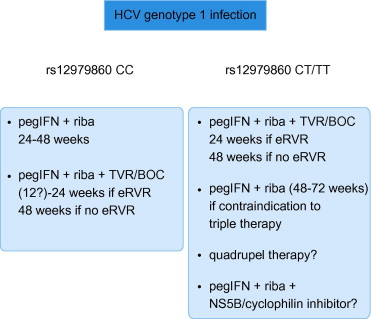 HCV genotype 1 infection
rs12979860 CC
• pegIFN + riba
24-48 weeks
• pegIFN + riba + TVR/BOC
(12?)-24 weeks if eRVR
48 weeks if no eRVR
rs12979860 CT/TT
• pegIFN + riba + TVR/BOC
24 weeks if eRVR
48 weeks if no eRVR
• pegIFN + riba (48-72 weeks)
if contraindication to
triple therapy
• quadrupel therapy?
• pegIFN + riba +
NS5B/cyclophilin inhibitor?